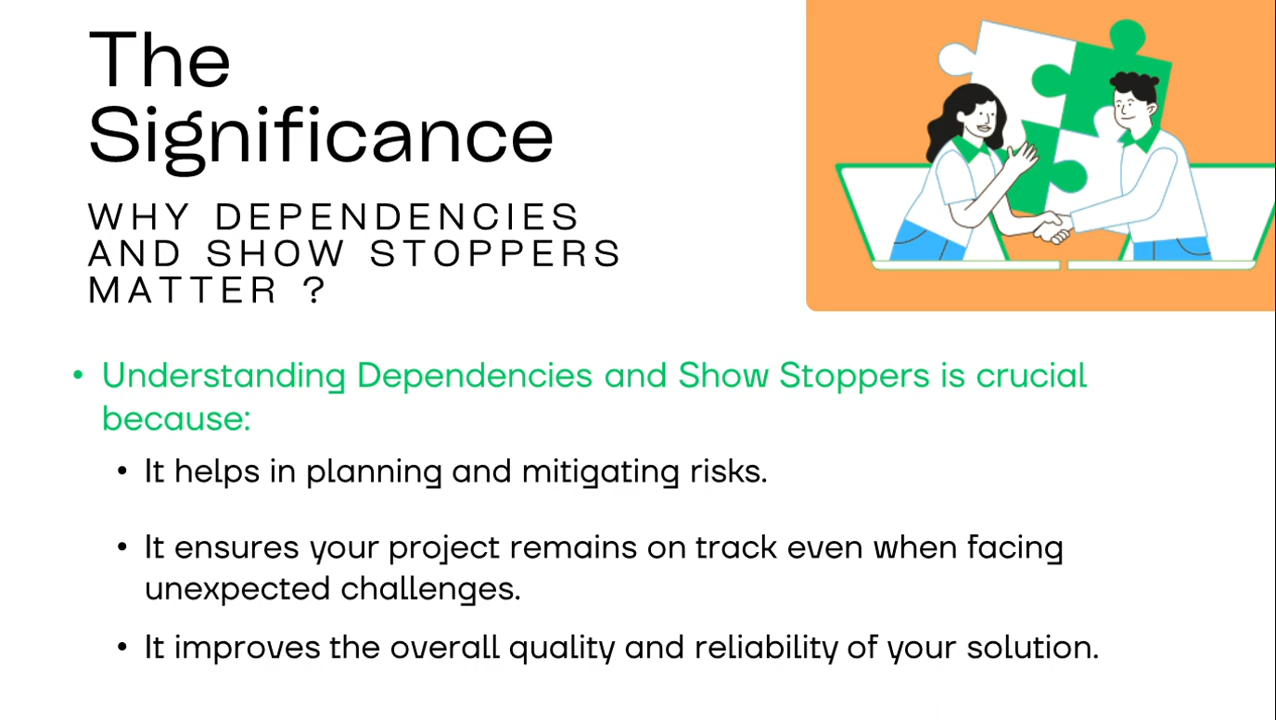 The
Significance
WHY DEPENDENCIES
AND SHOW STOPPERS
MATTER ?
• Understanding Dependencies and Show Stoppers is crucial
because:
• It helps in planning and mitigating risks.
• It ensures your project remains on track even when facing
unexpected challenges.
• It improves the overall quality and reliability of your solution.